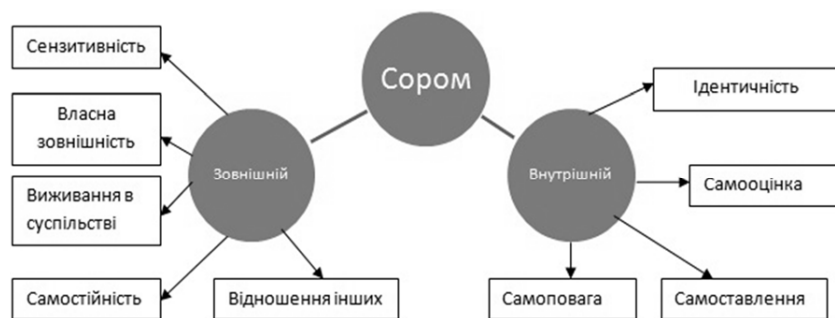 Сором
Зовнішній
Сензитивність
Власна
зовнішність
Виживання в
суспільстві
Самостійність
Відношення інших
Внутрішній
Ідентичність
Самооцінка
Самоповага
Самоставлення